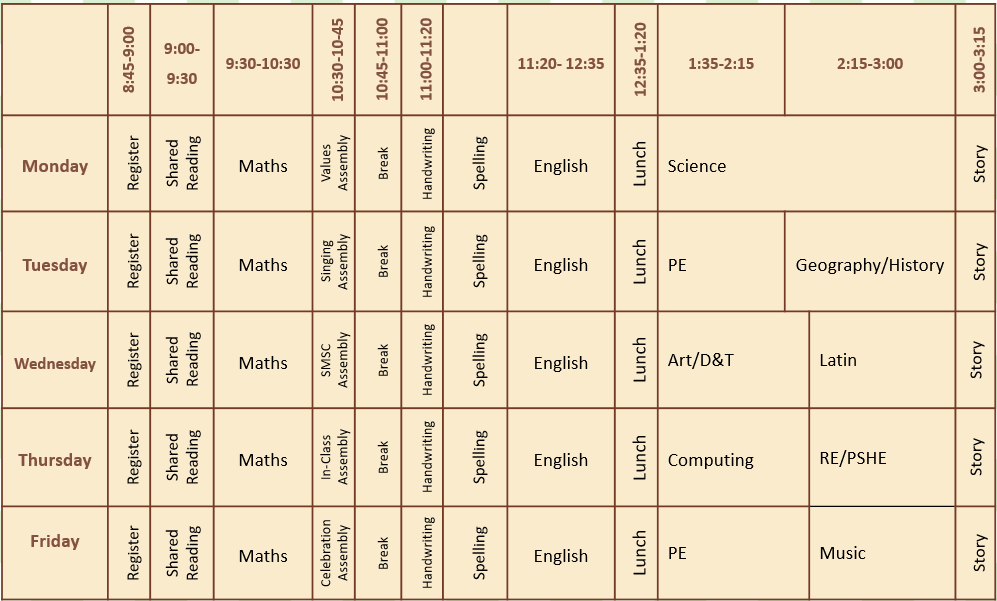 8:45-9:00
9:00-
9:30
9:30-10:30
10:30-10-45
10:45-11:00
11:00-11:20
11:20- 12:35
12:35-1:20
1:35-2:15
2:15-3:00
3:00-3:15
Monday
Register
Shared
Reading
Maths
Values
Assembly
Break
Handwriting
Spelling
English
Lunch
Science
Story
Tuesday
Register
Shared
Reading
Maths
Singing
Assembly
Break
Handwriting
Spelling
English
Lunch
PE
Geography/History
Story
Wednesday
Register
Shared
Reading
Maths
SMSC
Assembly
Break
Handwriting
Spelling
English
Lunch
Art/D&T
Latin
Story
Thursday
Register
Shared
Reading
Maths
In-Class
Assembly
Break
Handwriting
Spelling
English
Lunch
Computing
RE/PSHE
Story
Friday
Register
Shared
Reading
Maths
Celebration
Assembly
Break
Handwriting
Spelling
English
Lunch
PE
Music
Story